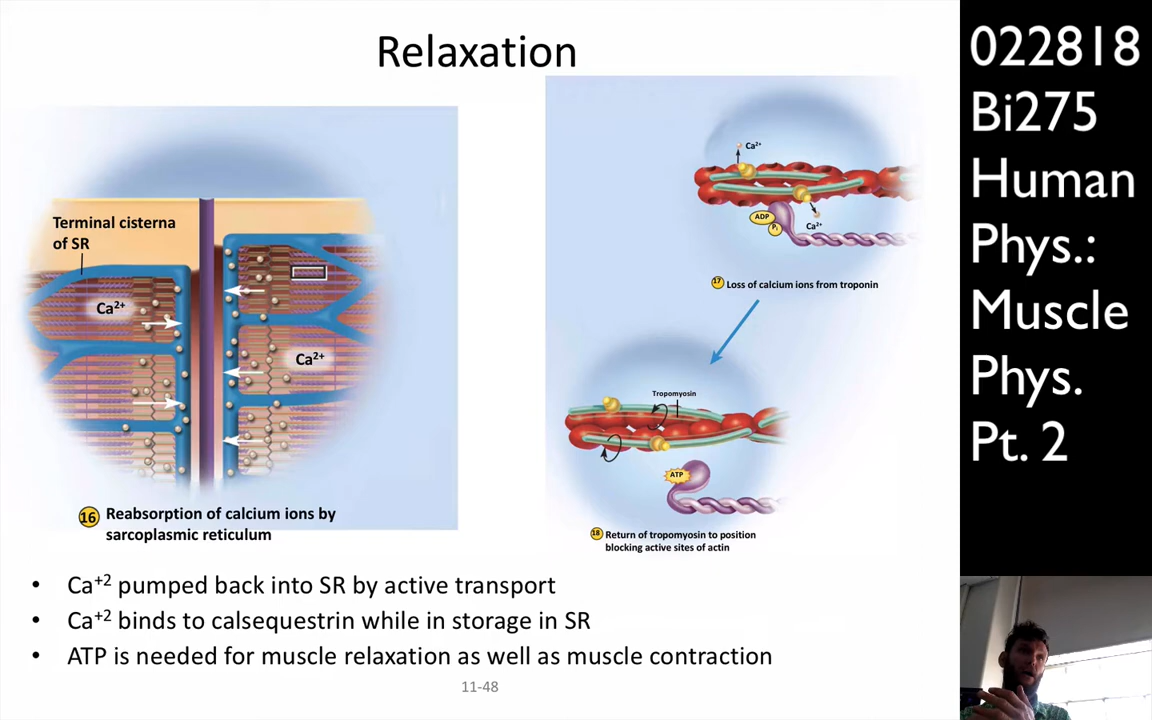 Relaxation
Terminal cisterna
of SR
Ca2+
Ca2+
16 Reabsorption of calcium ions by
sarcoplasmic reticulum
Ca2+
ADP
Pi
Ca2+
17 Loss of calcium ions from troponin
Tropomyosin
ATP
18 Return of tropomyosin to position
blocking active sites of actin
• Ca+2 pumped back into SR by active transport
• Ca+2 binds to calsequestrin while in storage in SR
• ATP is needed for muscle relaxation as well as muscle contraction
11-48
022818
Bi275
Human
Phys.:
Muscle
Phys.
Pt. 2